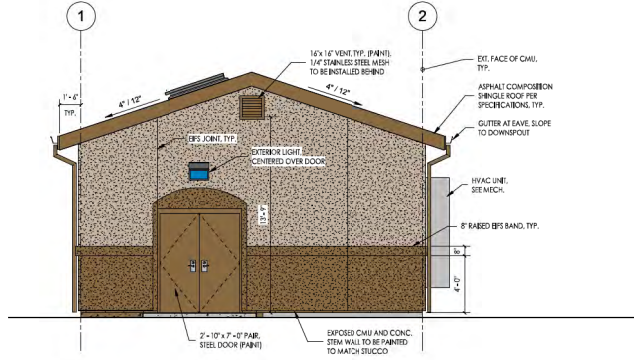 1
2
16"x 16" VENT, TYP. (PAINT).
1/4" STAINLESS STEEL MESH
TO BE INSTALLED BEHIND
EXT. FACE OF CMU,
TYP.
1' - 6"
TYP.
4" / 12"
4" / 12"
ASPHALT COMPOSITION
SHINGLE ROOF PER
SPECIFICATIONS, TYP.
GUTTER AT EAVE, SLOPE
TO DOWNSPOUT
EIFS JOINT, TYP.
EXTERIOR LIGHT,
CENTERED OVER DOOR
HVAC UNIT,
SEE MECH.
13' - 9"
8" RAISED EIFS BAND, TYP.
8"
4'-0"
2' - 10" x 7' -0" PAIR,
STEEL DOOR (PAINT)
EXPOSED CMU AND CONC.
STEM WALL TO BE PAINTED
TO MATCH STUCCO